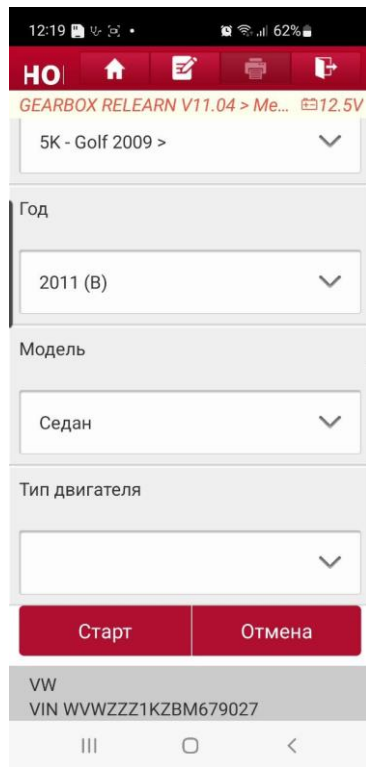 12:19 62%
НО
GEARBOX RELEARN V11.04 > Me... 12.5V
5K - Golf 2009 >
Год
2011 (B)
Модель
Седан
Тип двигателя
Старт Отмена
VW
VIN WVWZZZ1KZBM679027